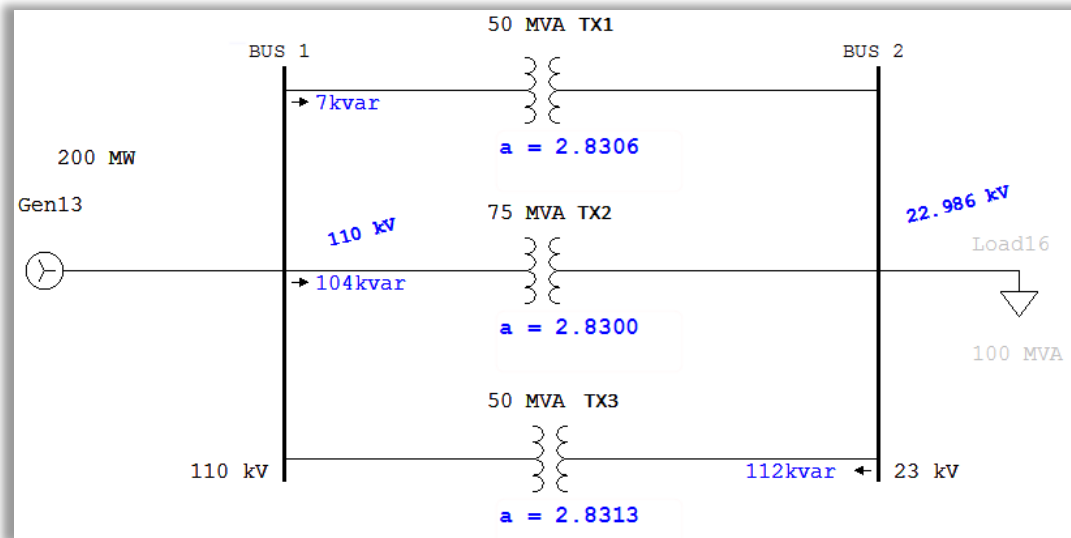 50 MVA TX1
BUS 1
BUS 2
7kvar
a = 2.8306
200 MW
Gen13
75 MVA TX2
110 kV
22.986 kV
Load16
104kvar
a = 2.8300
100 MVA
50 MVA TX3
110 kV
112kvar
23 kV
a = 2.8313